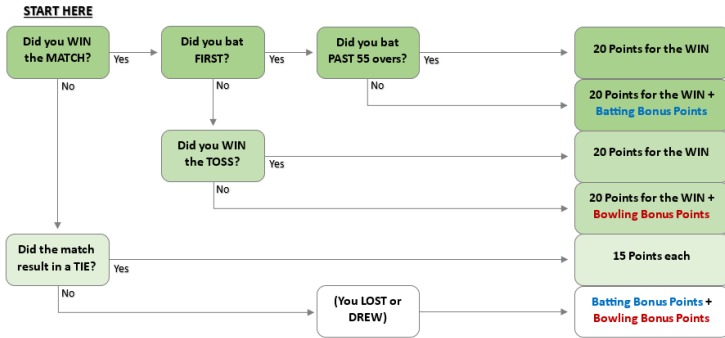 START HERE
Did you WIN
the MATCH?
Yes
Did you bat
FIRST?
Yes
Did you bat
PAST 55 overs?
Yes
20 Points for the WIN
No
No
No
20 Points for the WIN +
Batting Bonus Points
Did you WIN
the TOSS?
Yes
20 Points for the WIN
No
20 Points for the WIN +
Bowling Bonus Points
Did the match
result in a TIE?
Yes
15 Points each
No
(You LOST or
DREW)
Batting Bonus Points +
Bowling Bonus Points